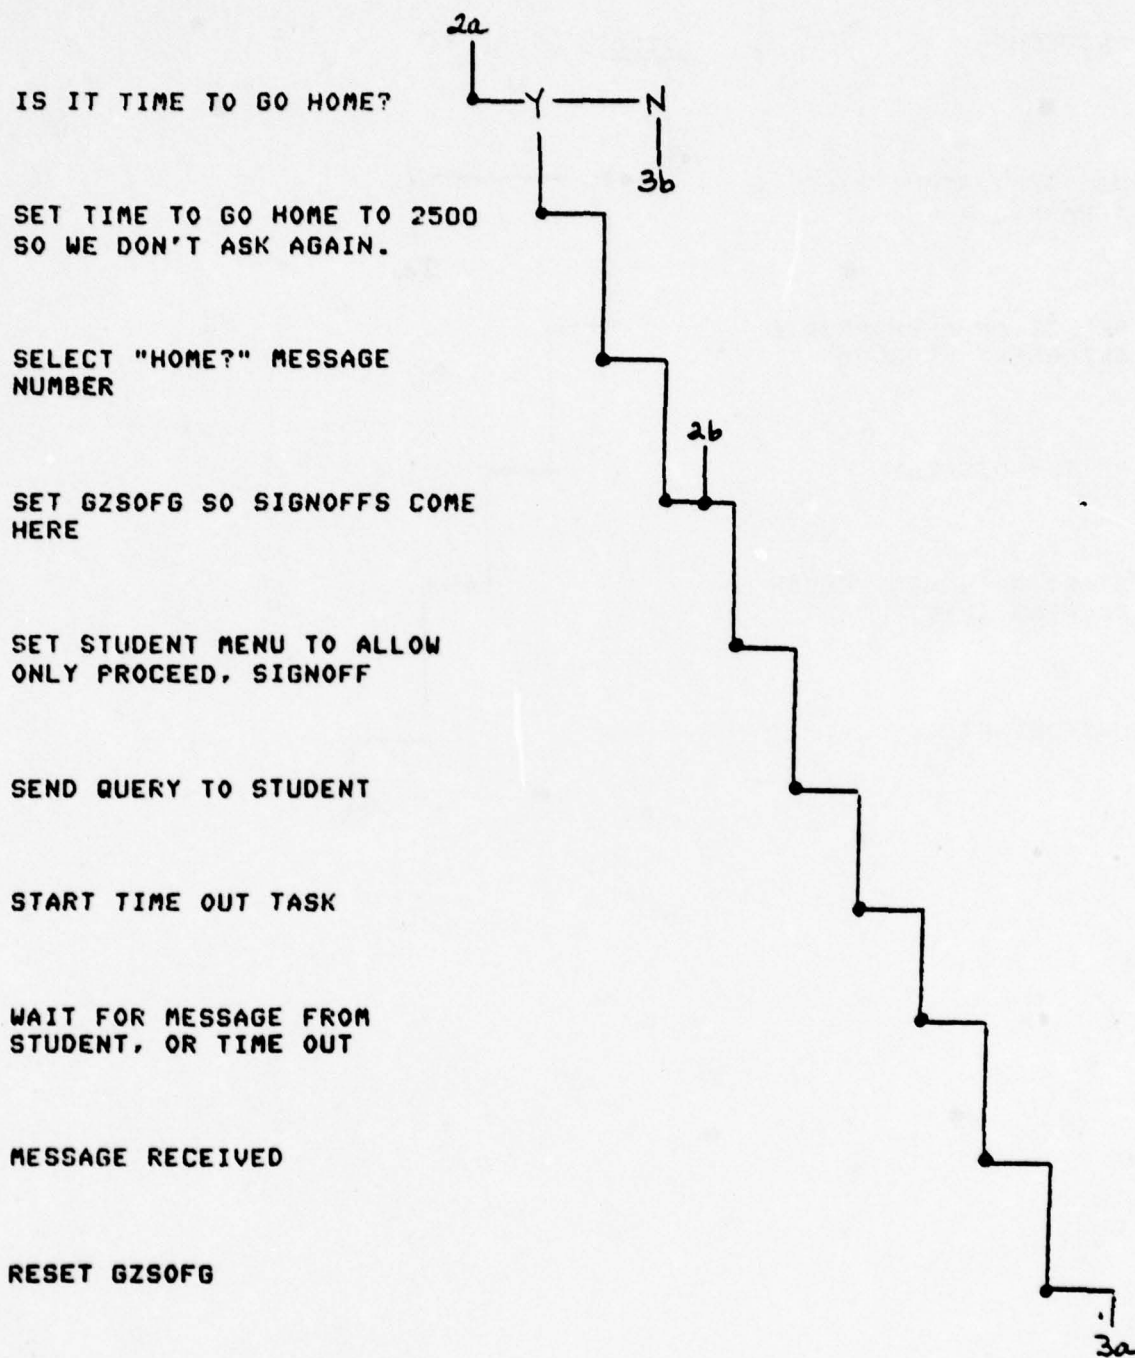 2a
IS IT TIME TO GO HOME?
Y
N
3b
SET TIME TO GO HOME TO 2500
SO WE DON'T ASK AGAIN.
SELECT "HOME?" MESSAGE
NUMBER
2b
SET GZSOFG SO SIGNOFFS COME
HERE
SET STUDENT MENU TO ALLOW
ONLY PROCEED, SIGNOFF
SEND QUERY TO STUDENT
START TIME OUT TASK
WAIT FOR MESSAGE FROM
STUDENT, OR TIME OUT
MESSAGE RECEIVED
RESET GZSOFG
3a